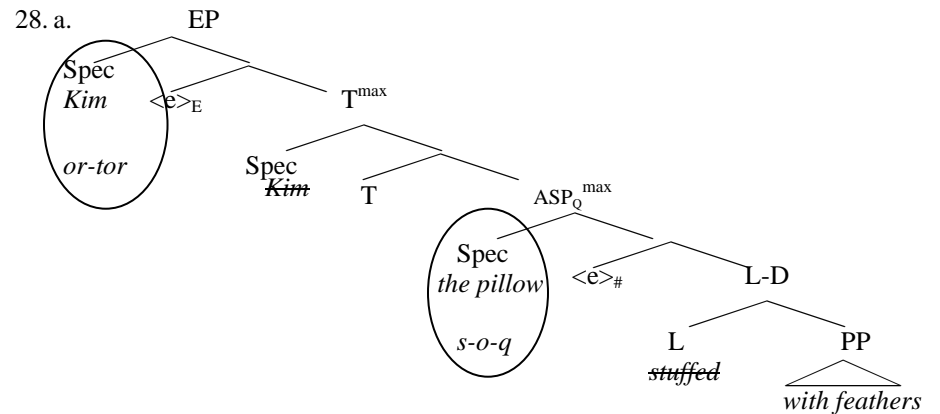 28. a. EP
Spec
Kim <e>E Tmax
or-tor Spec
Kim T
ASPQmax
Spec
the pillow <e># L-D
s-o-q L PP
stuffed
with feathers